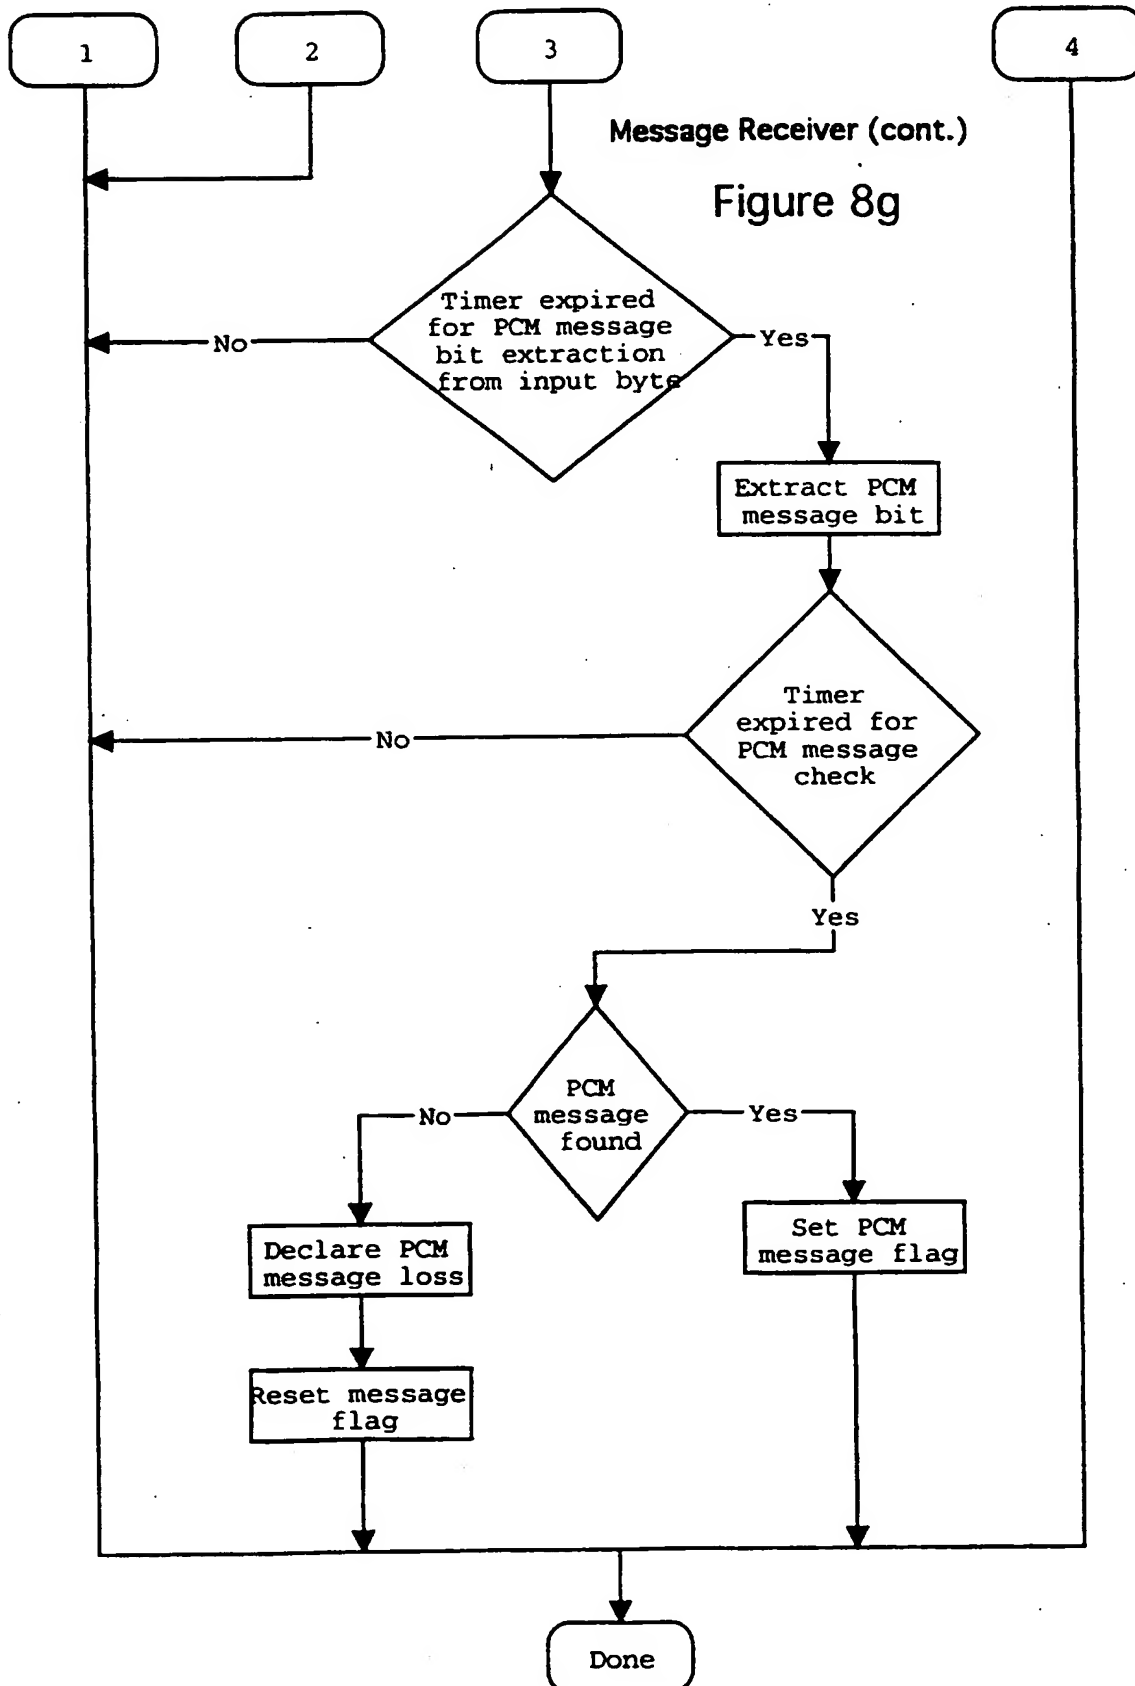 1
2
3
4
Message Receiver (cont.)
Figure 8g
Timer expired
for PCM message
bit extraction
from input byte
No
Yes
Extract PCM
message bit
Timer
expired for
PCM message
check
No
Yes
PCM
message
found
No
Yes
Declare PCM
message loss
Set PCM
message flag
Reset message
flag
Done